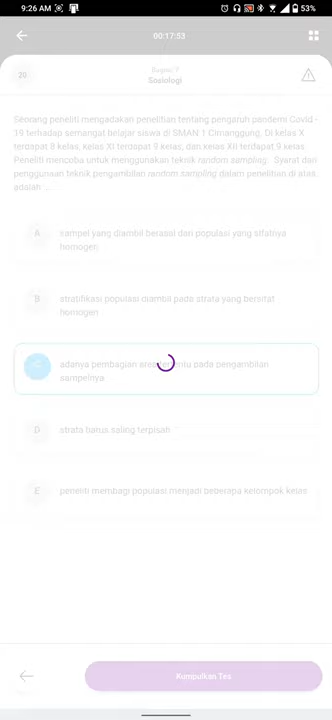 9:26 AM
53%
00:17:53
20
Bagian 7
Sosiologi
Seorang peneliti mengadakan penelitian tentang pengaruh pandemi Covid -
19 terhadap semangat belajar siswa di SMAN 1 Cimanggung. Di kelas X
terdapat 9 kelas, kelas XI terdapat 9 kelas, dan kelas XII terdapat 9 kelas.
Peneliti mencoba untuk menggunakan teknik random sampling. Syarat dari
penggunaan teknik pengambilan random sampling dalam penelitian di atas
adalah .....
A sampel yang diambil berasal dari populasi yang sifatnya
homogen
B stratifikasi populasi diambil pada strata yang bersifat
homogen
C adanya pembagian area tertentu pada pengambilan
sampelnya
D strata harus saling terpisah
E peneliti membagi populasi menjadi beberapa kelompok kelas
Kumpulkan Tes